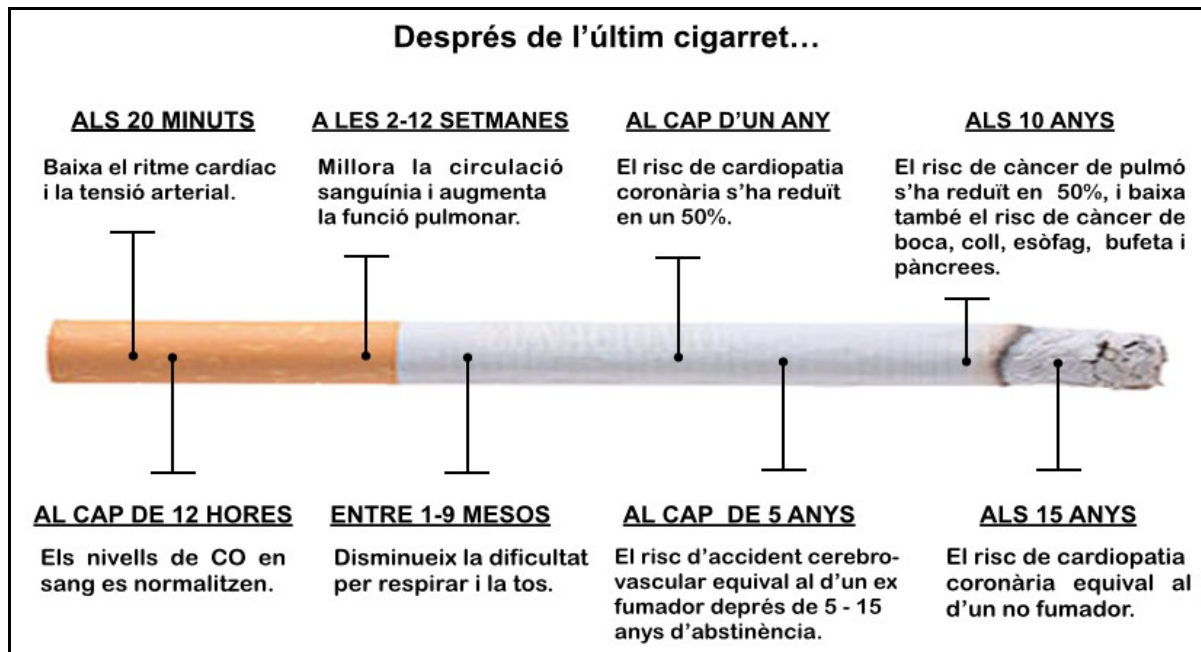 Després de l’últim cigarret…
ALS 20 MINUTS
Baixa el ritme cardíac
i la tensió arterial.
A LES 2-12 SETMANES
Millora la circulació
sanguínia i augmenta
la funció pulmonar.
AL CAP D’UN ANY
El risc de cardiopatia
coronària s’ha reduït
en un 50%.
ALS 10 ANYS
El risc de càncer de pulmó
s’ha reduït en 50%, i baixa
també el risc de càncer de
boca, coll, esòfag, bufeta i
pàncrees.
AL CAP DE 12 HORES
Els nivells de CO en
sang es normalitzen.
ENTRE 1-9 MESOS
Disminueix la dificultat
per respirar i la tos.
AL CAP DE 5 ANYS
El risc d’accident cerebro-
vascular equival al d’un ex
fumador deprés de 5 - 15
anys d’abstinència.
ALS 15 ANYS
El risc de cardiopatia
coronària equival al
d’un no fumador.